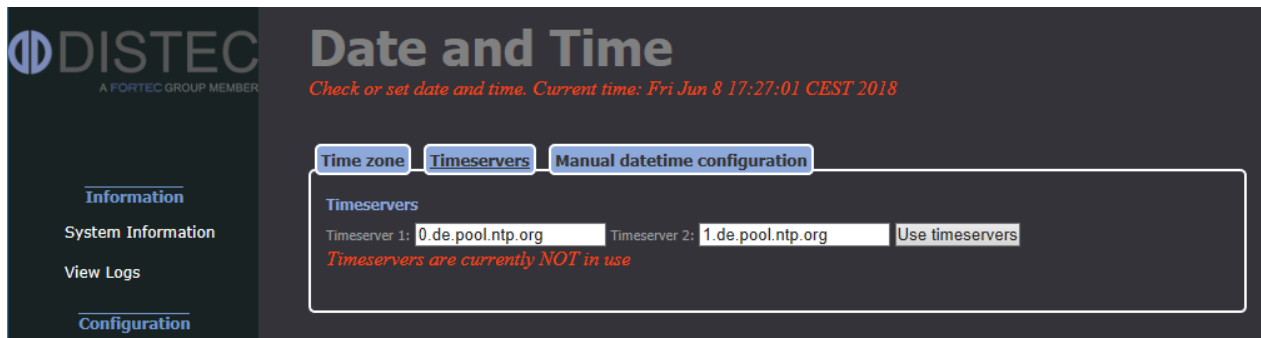 DISTEC
A FORTEC GROUP MEMBER
Date and Time
Check or set date and time. Current time: Fri Jun 8 17:27:01 CEST 2018
Time zone Timeservers Manual datetime configuration
Information
System Information
View Logs
Configuration
Timeservers
Timeserver 1: 0.de.pool.ntp.org Timeserver 2: 1.de.pool.ntp.org Use timeservers
Timeservers are currently NOT in use